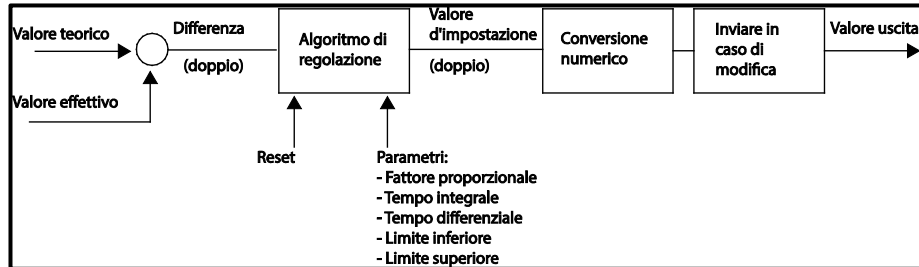 Valore teorico
Valore effettivo
Differenza
(doppio)
Algoritmo di
regolazione
Valore
d'impostazione
(doppio)
Conversione
numerico
Inviare in
caso di
modifica
Valore uscita
Reset
Parametri:
- Fattore proporzionale
- Tempo integrale
- Tempo differenziale
- Limite inferiore
- Limite superiore